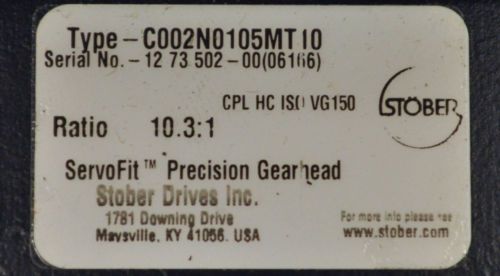 Type - C002N0105MT10
Serial No. - 12 73 502 - 00(06166)
CPL HC ISO VG150
STÖBER
Ratio 10.3:1
ServoFit™ Precision Gearhead
Stober Drives Inc.
1781 Downing Drive
Maysville, KY 41056. USA
For more info please see
www.stober.com